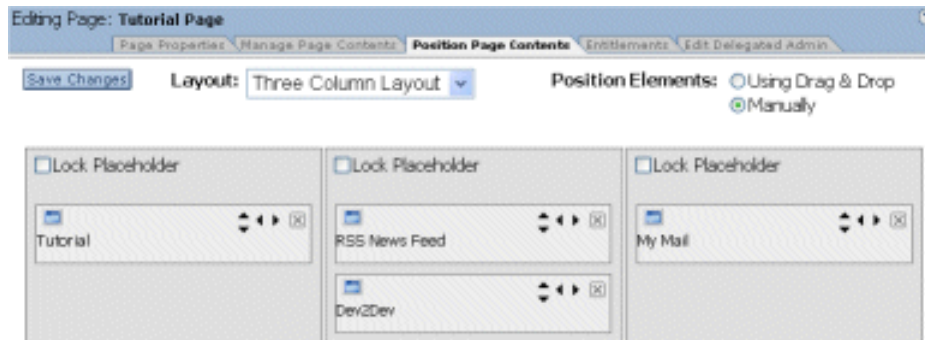 Editing Page: Tutorial Page
Page Properties Manage Page Contents Position Page Contents Entitlements Edit Delegated Admin
Save Changes Layout: Three Column Layout Position Elements: Using Drag & Drop
Manually
Lock Placeholder Lock Placeholder Lock Placeholder
Tutorial RSS News Feed My Mail
Dev2Dev